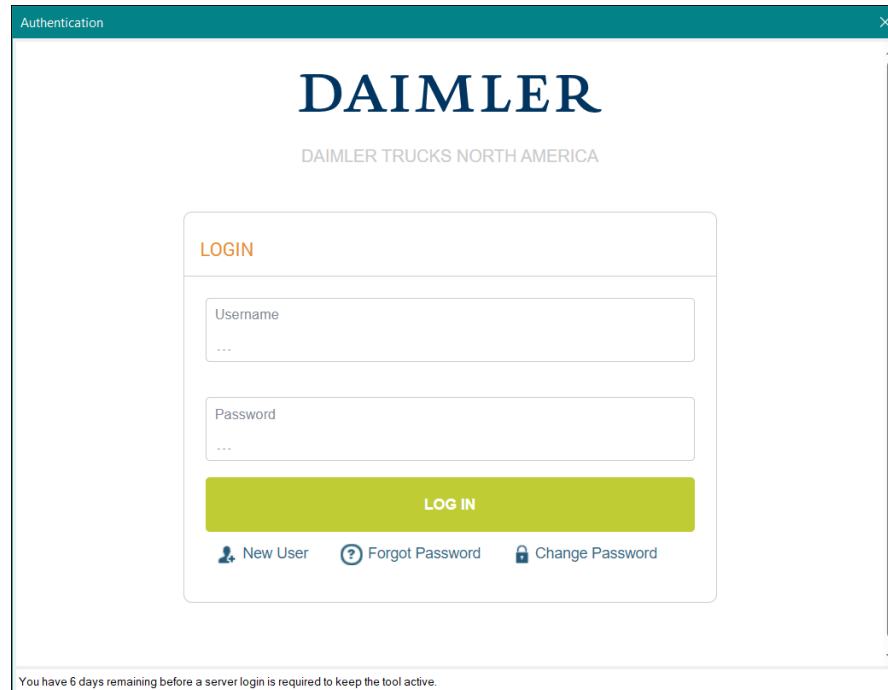 Authentication
DAIMLER
DAIMLER TRUCKS NORTH AMERICA
LOGIN
Username
...
Password
...
LOG IN
New User Forgot Password Change Password
You have 6 days remaining before a server login is required to keep the tool active.